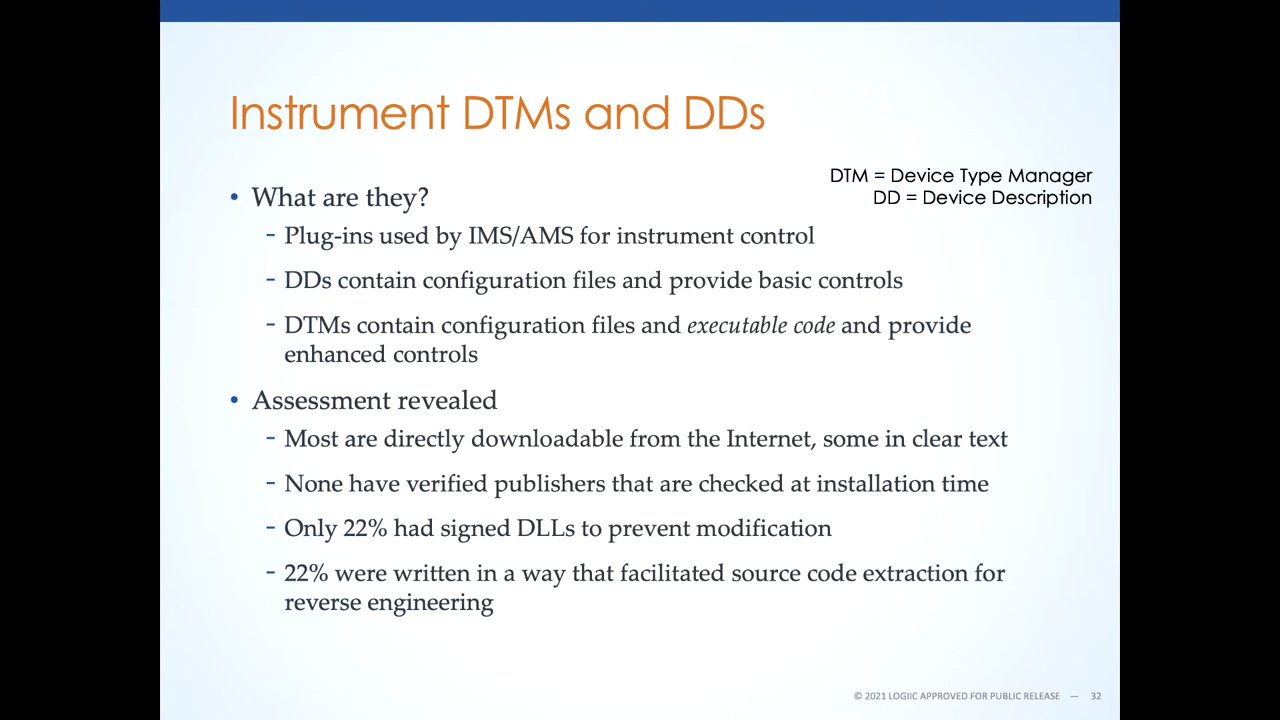 Instrument DTMs and DDs
DTM = Device Type Manager
DD = Device Description
• What are they?
- Plug-ins used by IMS/AMS for instrument control
- DDs contain configuration files and provide basic controls
- DTMs contain configuration files and executable code and provide
enhanced controls
• Assessment revealed
- Most are directly downloadable from the Internet, some in clear text
- None have verified publishers that are checked at installation time
- Only 22% had signed DLLs to prevent modification
- 22% were written in a way that facilitated source code extraction for
reverse engineering
© 2021 LOGIIC APPROVED FOR PUBLIC RELEASE — 32